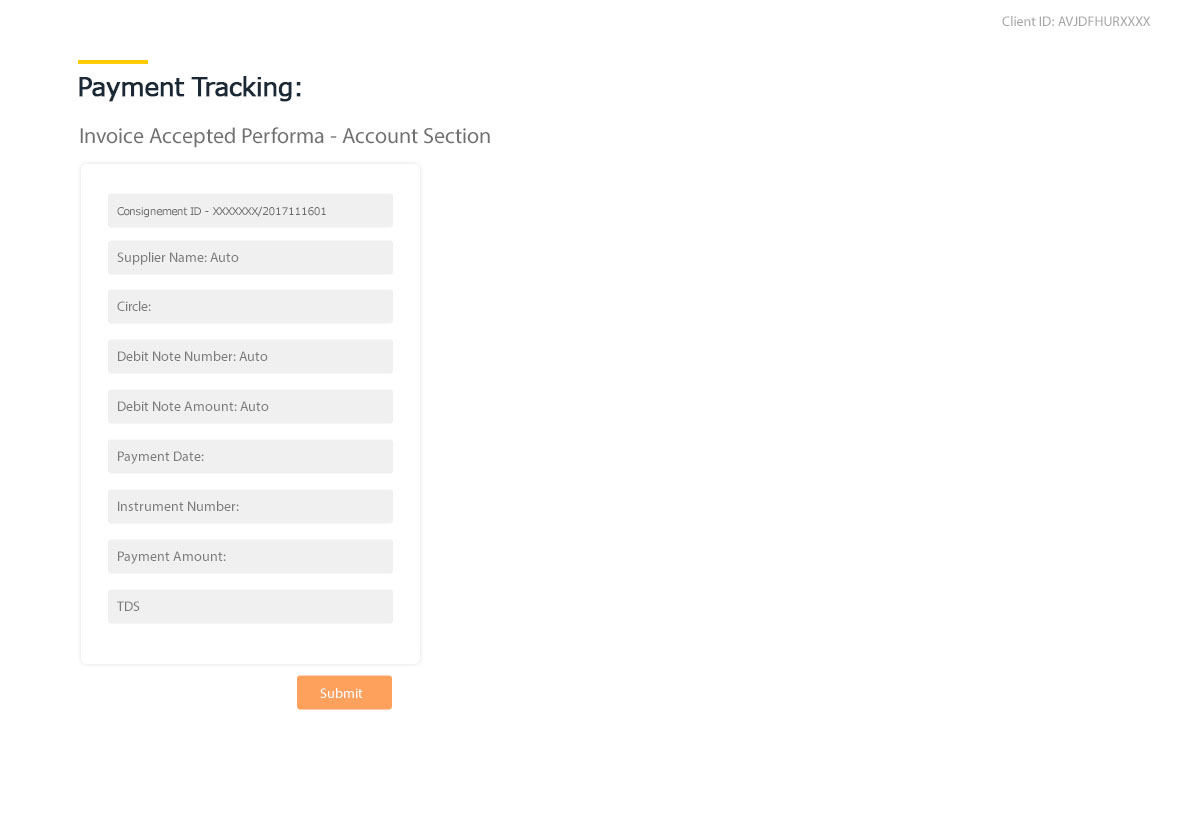 Client ID: AVJDFHURXXXX
Payment Tracking:
Invoice Accepted Performa - Account Section
Consignement ID - XXXXXXX/2017111601
Supplier Name: Auto
Circle:
Debit Note Number: Auto
Debit Note Amount: Auto
Payment Date:
Instrument Number:
Payment Amount:
TDS
Submit